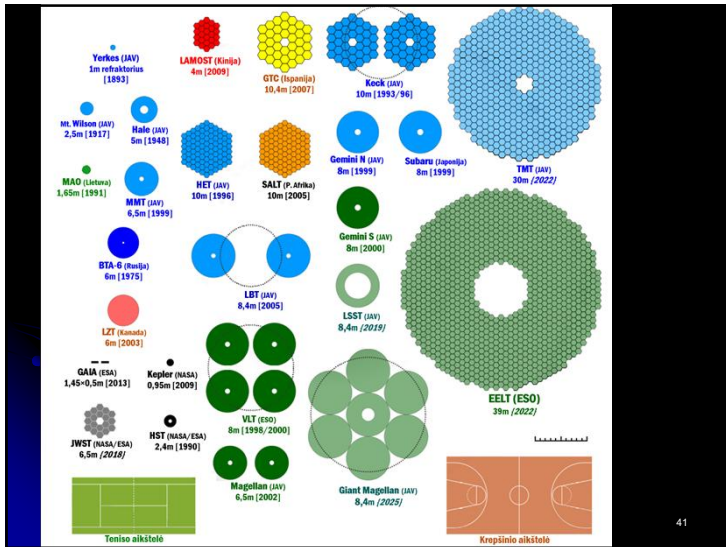 Yerkes (JAV)
1m refraktorius
[1893]
LAMOST (Kinija)
4m [2009]
GTC (Ispanija)
10,4m [2007]
Keck (JAV)
10m [1993/96]
TMT (JAV)
30m [2022]
Mt. Wilson (JAV)
2,5m [1917]
Hale (JAV)
5m [1948]
MAO (Lietuva)
1,65m [1991]
MMT (JAV)
6,5m [1999]
HET (JAV)
10m [1996]
SALT (P. Afrika)
10m [2005]
Gemini N (JAV)
8m [1999]
Subaru (Japonija)
8m [1999]
BTA-6 (Rusija)
6m [1975]
LBT (JAV)
8,4m [2005]
Gemini S (JAV)
8m [2000]
LZT (Kanada)
6m [2003]
LSST (JAV)
8,4m [2019]
EELT (ESO)
39m [2022]
GAIA (ESA)
1,45×0,5m [2013]
Kepler (NASA)
0,95m [2009]
VLT (ESO)
8m [1998/2000]
JWST (NASA/ESA)
6,5m [2018]
HST (NASA/ESA)
2,4m [1990]
Magellan (JAV)
6,5m [2002]
Giant Magellan (JAV)
8,4m [2025]
Teniso aikštelė
Krepšinio aikštelė
41